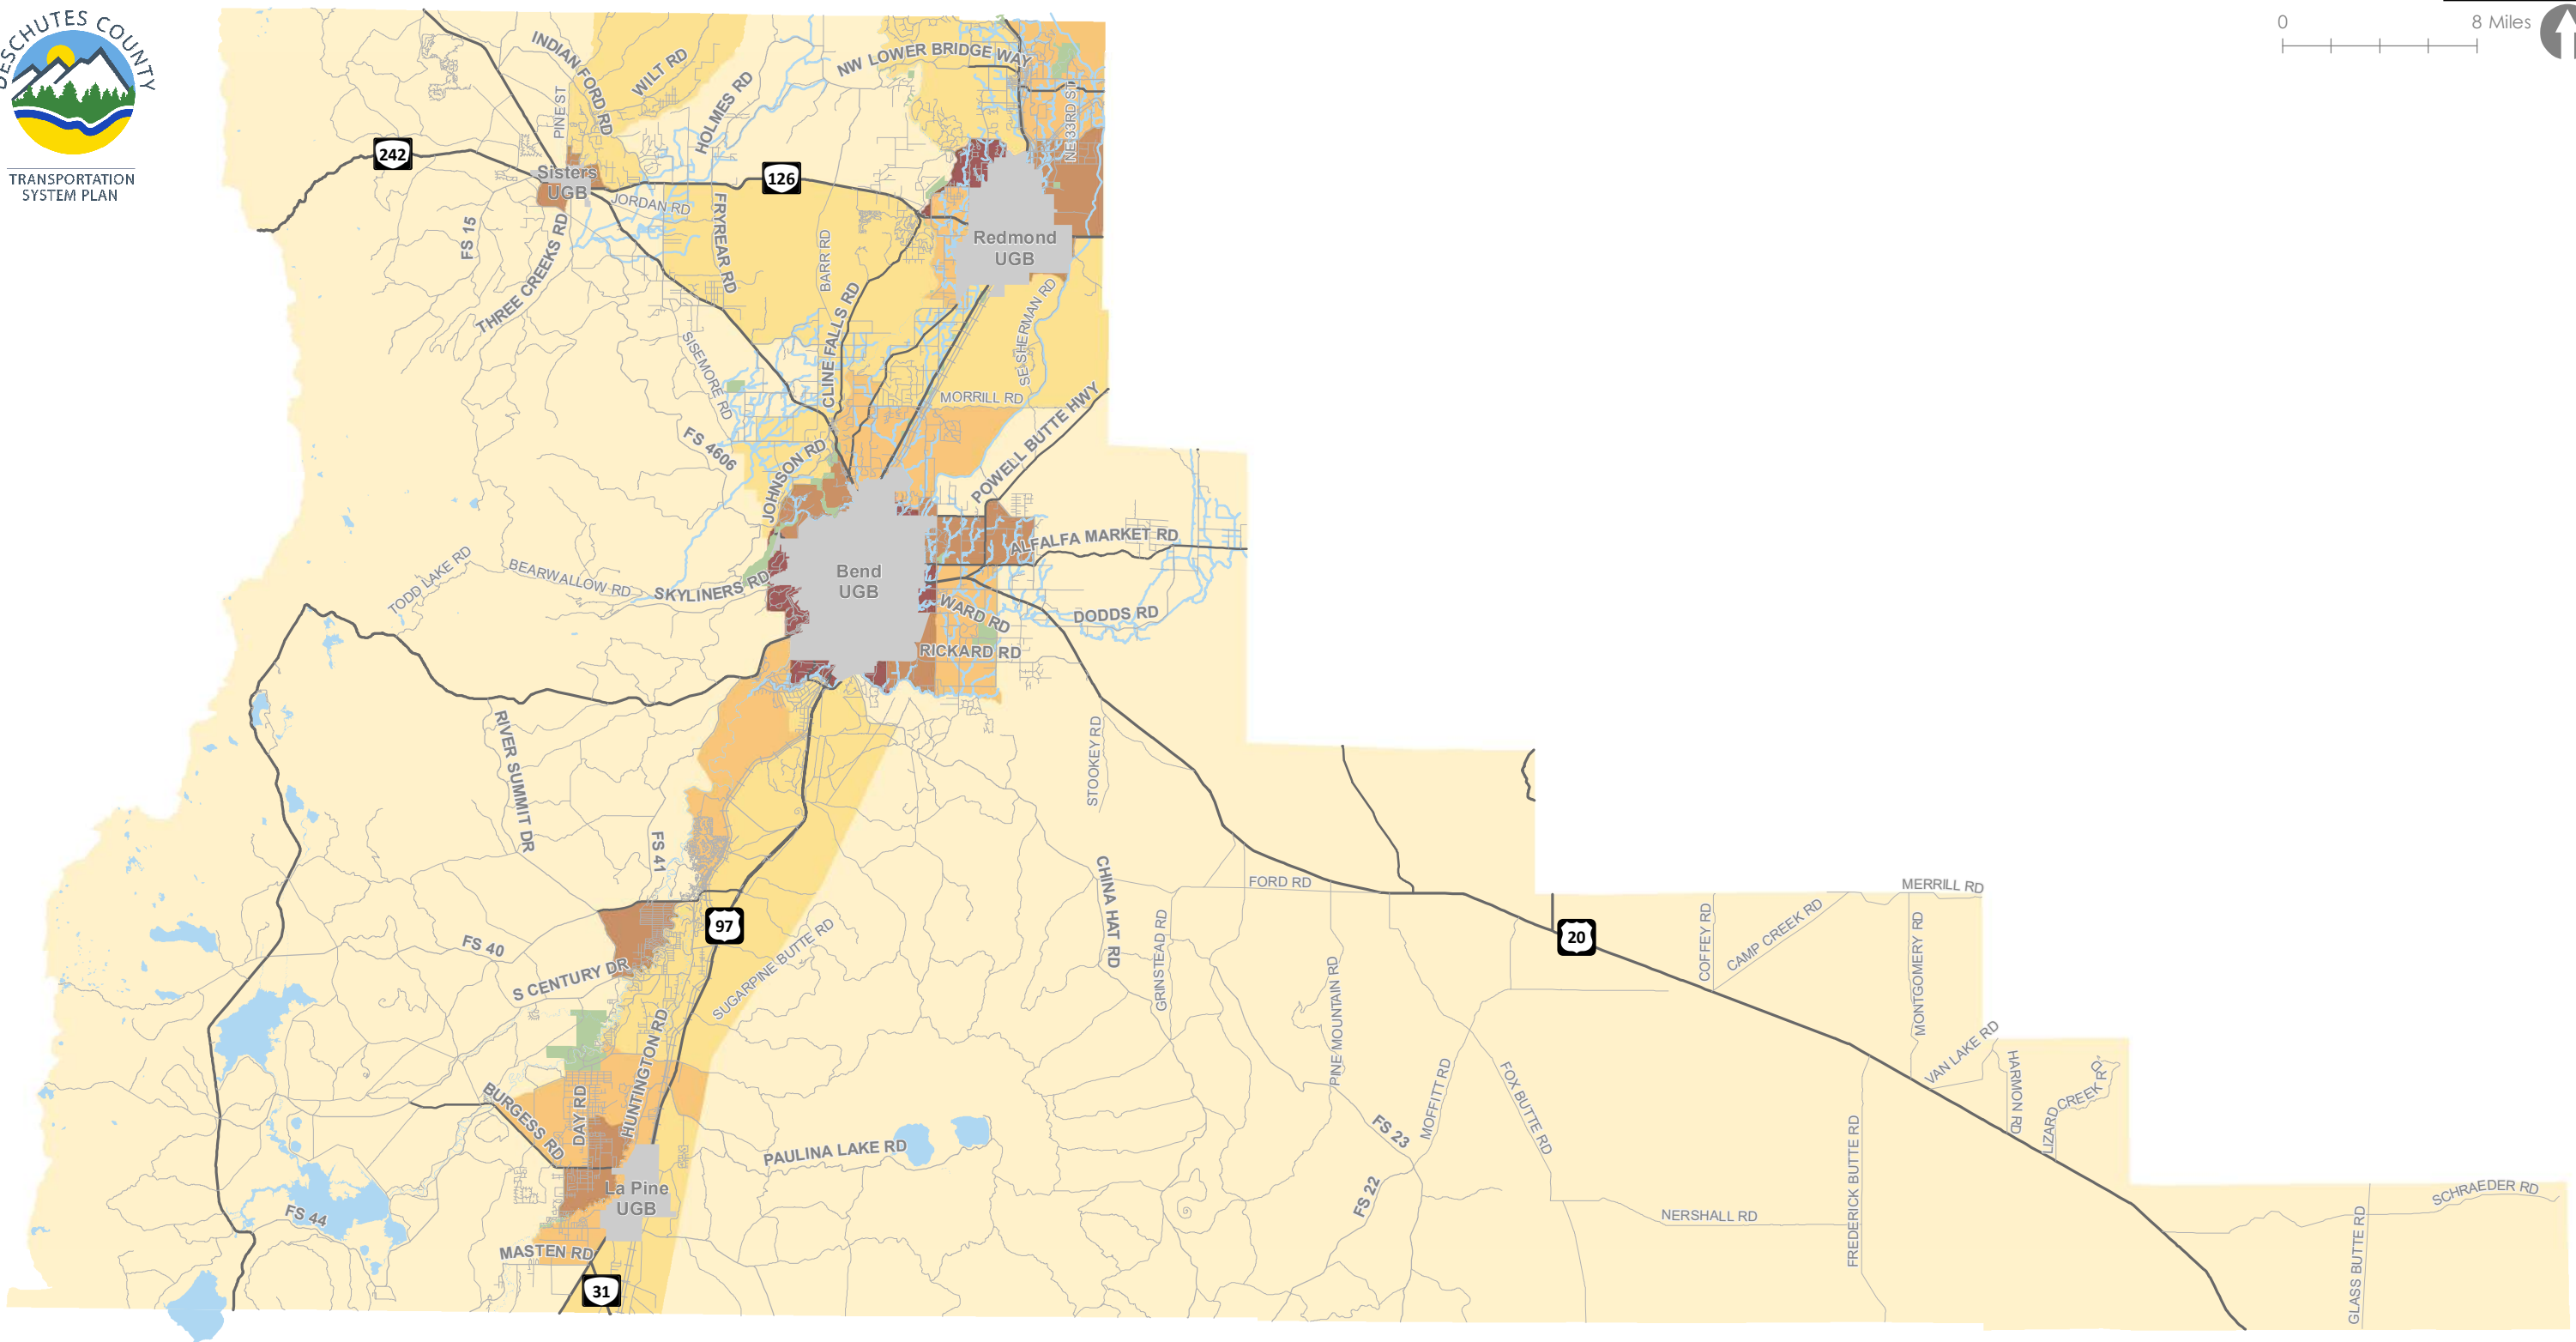 DESCHUTES COUNTY
TRANSPORTATION
SYSTEM PLAN
0 8 Miles
INDIAN FORD RD
WILT RD
PINE ST
HOLMES RD
NW LOWER BRIDGE WAY
NE 33RD ST
242
126
Sisters
UGB
JORDAN RD
FRYREAR RD
BARR RD
FS 15
THREE CREEKS RD
Redmond
UGB
CLINE FALLS RD
SE SHERMAN RD
SISEMORE RD
MORRILL RD
POWELL BUTTE HWY
FS 4606
JOHNSON RD
ALFALFA MARKET RD
TODD LAKE RD
BEARWALLOW RD
SKYLINERS RD
Bend
UGB
WARD RD
DODDS RD
RICKARD RD
RIVER SUMMIT DR
STOOKEY RD
FS 41
CHINA HAT RD
FORD RD
MERRILL RD
97
20
FS 40
S CENTURY DR
SUGARPINE BUTTE RD
GRINSTEAD RD
PINE MOUNTAIN RD
COFFEY RD
CAMP CREEK RD
MONTGOMERY RD
HUNTINGTON RD
VAN LAKE RD
HARMON RD
LIZARD CREEK RD
BURGESS RD
DAY RD
MOFFITT RD
FOX BUTTE RD
FS 23
PAULINA LAKE RD
FREDERICK BUTTE RD
La Pine
UGB
FS 22
FS 44
NERSHALL RD
SCHRAEDER RD
MASTEN RD
GLASS BUTTE RD
31